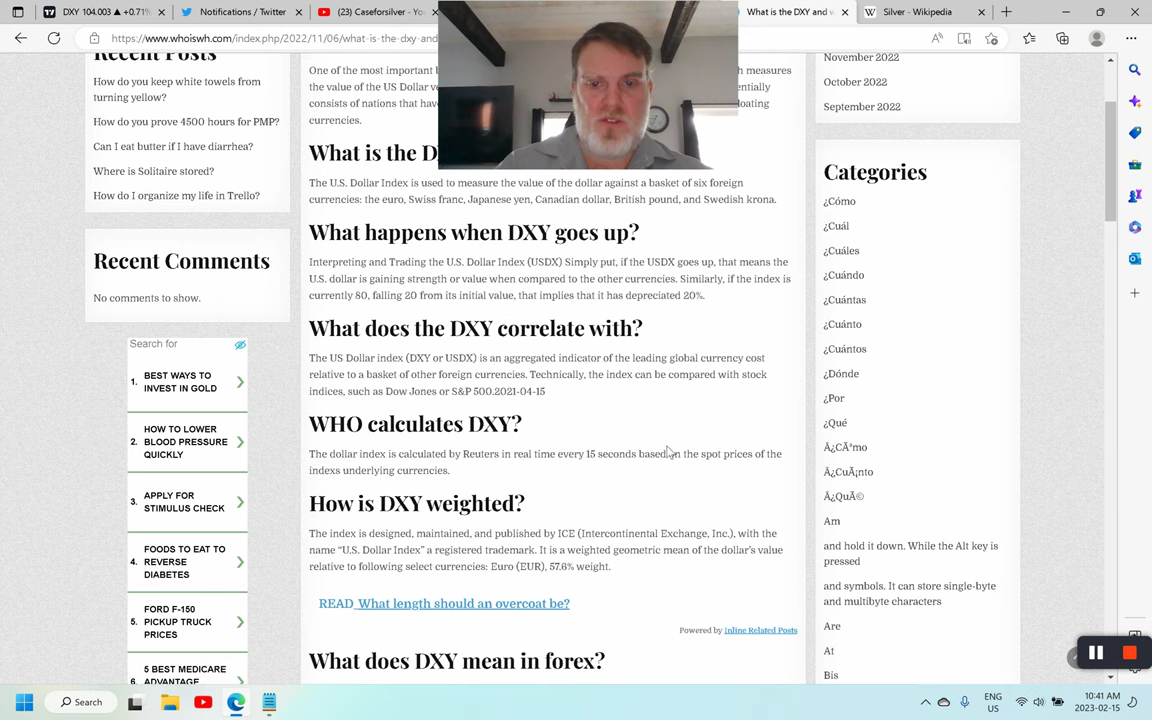 DXY 104.003 ▲ +0.71%
Notifications / Twitter
(23) Caseforsilver - Yo
What is the DXY and w
Silver - Wikipedia
https://www.whoiswh.com/index.php/2022/11/06/what-is-the-dxy-and
Recent Posts
How do you keep white towels from
turning yellow?
How do you prove 4500 hours for PMP?
Can I eat butter if I have diarrhea?
Where is Solitaire stored?
How do I organize my life in Trello?
Recent Comments
No comments to show.
Search for
1. BEST WAYS TO
INVEST IN GOLD
2. HOW TO LOWER
BLOOD PRESSURE
QUICKLY
3. APPLY FOR
STIMULUS CHECK
4. FOODS TO EAT TO
REVERSE
DIABETES
5. FORD F-150
PICKUP TRUCK
PRICES
6. 5 BEST MEDICARE
ADVANTAGE
One of the most important
measures
the value of the US Dollar
entially
consists of nations that have
loating
currencies.
What is the D
The U.S. Dollar Index is used to measure the value of the dollar against a basket of six foreign
currencies: the euro, Swiss franc, Japanese yen, Canadian dollar, British pound, and Swedish krona.
What happens when DXY goes up?
Interpreting and Trading the U.S. Dollar Index (USDX) Simply put, if the USDX goes up, that means the
U.S. dollar is gaining strength or value when compared to the other currencies. Similarly, if the index is
currently 80, falling 20 from its initial value, that implies that it has depreciated 20%.
What does the DXY correlate with?
The US Dollar index (DXY or USDX) is an aggregated indicator of the leading global currency cost
relative to a basket of other foreign currencies. Technically, the index can be compared with stock
indices, such as Dow Jones or S&P 500.2021-04-15
WHO calculates DXY?
The dollar index is calculated by Reuters in real time every 15 seconds based on the spot prices of the
indexs underlying currencies.
How is DXY weighted?
The index is designed, maintained, and published by ICE (Intercontinental Exchange, Inc.), with the
name “U.S. Dollar Index” a registered trademark. It is a weighted geometric mean of the dollar’s value
relative to following select currencies: Euro (EUR), 57.6% weight.
READ What length should an overcoat be?
Powered by Inline Related Posts
What does DXY mean in forex?
November 2022
October 2022
September 2022
Categories
¿Cómo
¿Cuál
¿Cuáles
¿Cuándo
¿Cuántas
¿Cuánto
¿Cuántos
¿Dónde
¿Por
¿Qué
Â¿CÃ³mo
Â¿CuÃ¡nto
Â¿QuÃ©
Am
and hold it down. While the Alt key is
pressed
and symbols. It can store single-byte
and multibyte characters
Are
At
Bis
Search
ENG
US
10:41 AM
2023-02-15